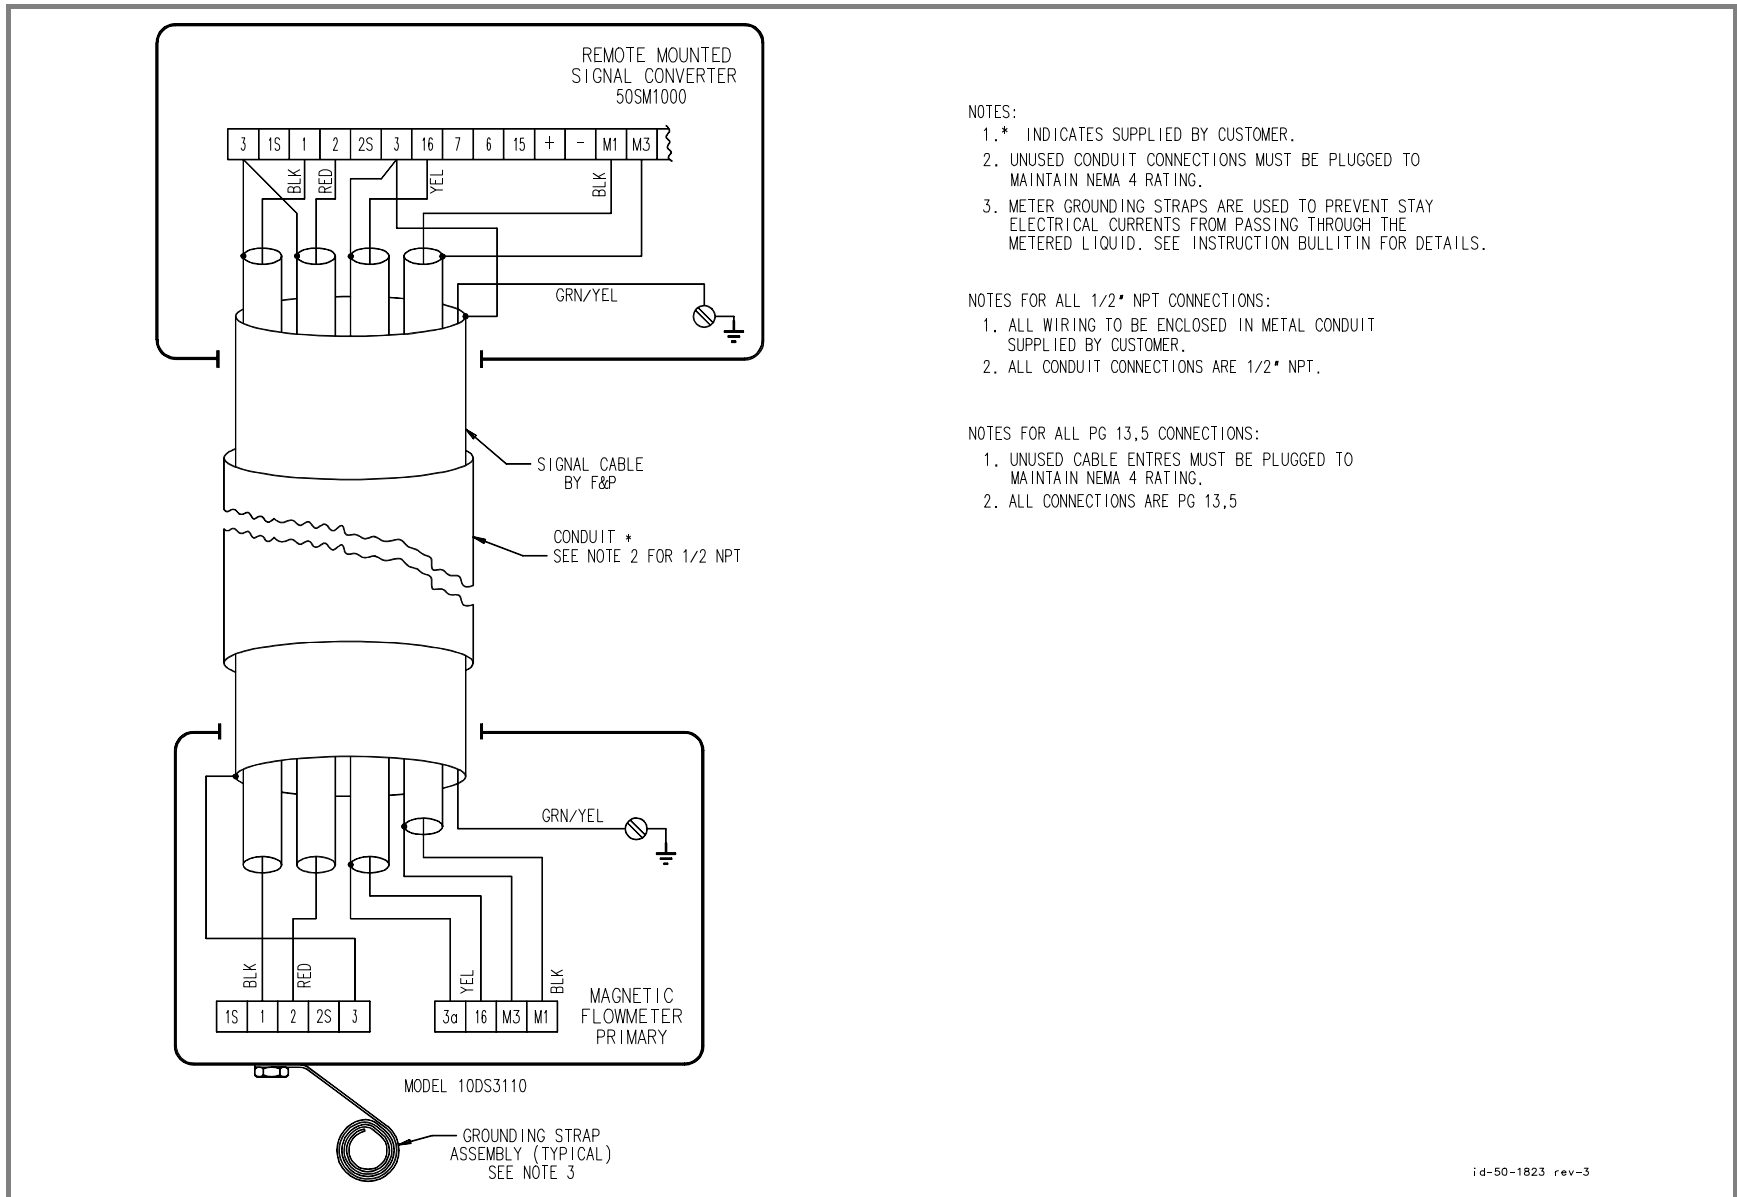 REMOTE MOUNTED
SIGNAL CONVERTER
50SM1000
3 1S 1 2 2S 3 16 7 6 15 + - M1 M3
BLK
RED
YEL
BLK
GRN/YEL
SIGNAL CABLE
BY F&P
CONDUIT *
SEE NOTE 2 FOR 1/2 NPT
GRN/YEL
BLK
RED
YEL
BLK
1S 1 2 2S 3
3a 16 M3 M1
MAGNETIC
FLOWMETER
PRIMARY
MODEL 10DS3110
GROUNDING STRAP
ASSEMBLY (TYPICAL)
SEE NOTE 3
NOTES:
1.* INDICATES SUPPLIED BY CUSTOMER.
2. UNUSED CONDUIT CONNECTIONS MUST BE PLUGGED TO
MAINTAIN NEMA 4 RATING.
3. METER GROUNDING STRAPS ARE USED TO PREVENT STAY
ELECTRICAL CURRENTS FROM PASSING THROUGH THE
METERED LIQUID. SEE INSTRUCTION BULLITIN FOR DETAILS.
NOTES FOR ALL 1/2" NPT CONNECTIONS:
1. ALL WIRING TO BE ENCLOSED IN METAL CONDUIT
SUPPLIED BY CUSTOMER.
2. ALL CONDUIT CONNECTIONS ARE 1/2" NPT.
NOTES FOR ALL PG 13,5 CONNECTIONS:
1. UNUSED CABLE ENTRES MUST BE PLUGGED TO
MAINTAIN NEMA 4 RATING.
2. ALL CONNECTIONS ARE PG 13,5
id-50-1823 rev-3